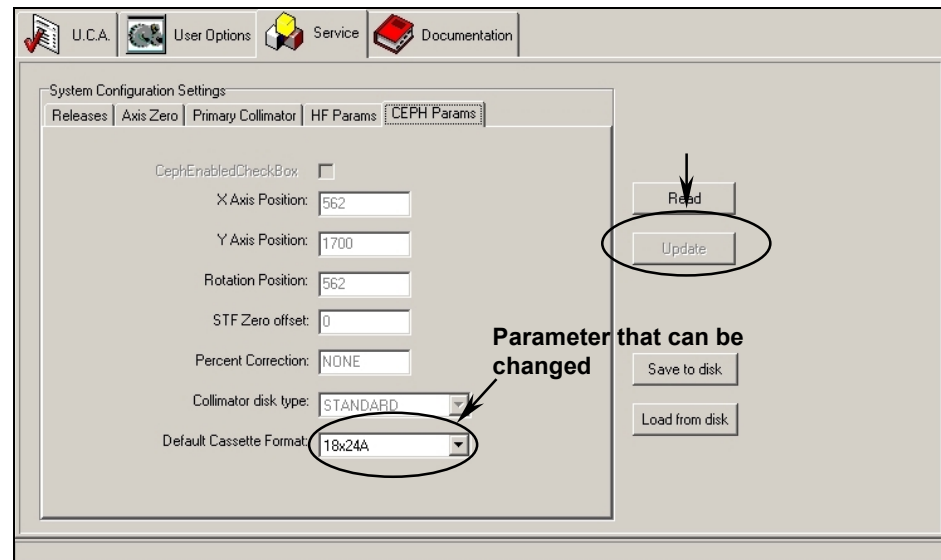 U.C.A. User Options Service Documentation
System Configuration Settings
Releases Axis Zero Primary Collimator HF Params CEPH Params
CephEnabledCheckBox
X Axis Position: 562
Y Axis Position: 1700
Rotation Position: 562
STF Zero offset: 0
Percent Correction: NONE
Collimator disk type: STANDARD
Default Cassette Format: 18x24A
Parameter that can be
changed
Read
Update
Save to disk
Load from disk